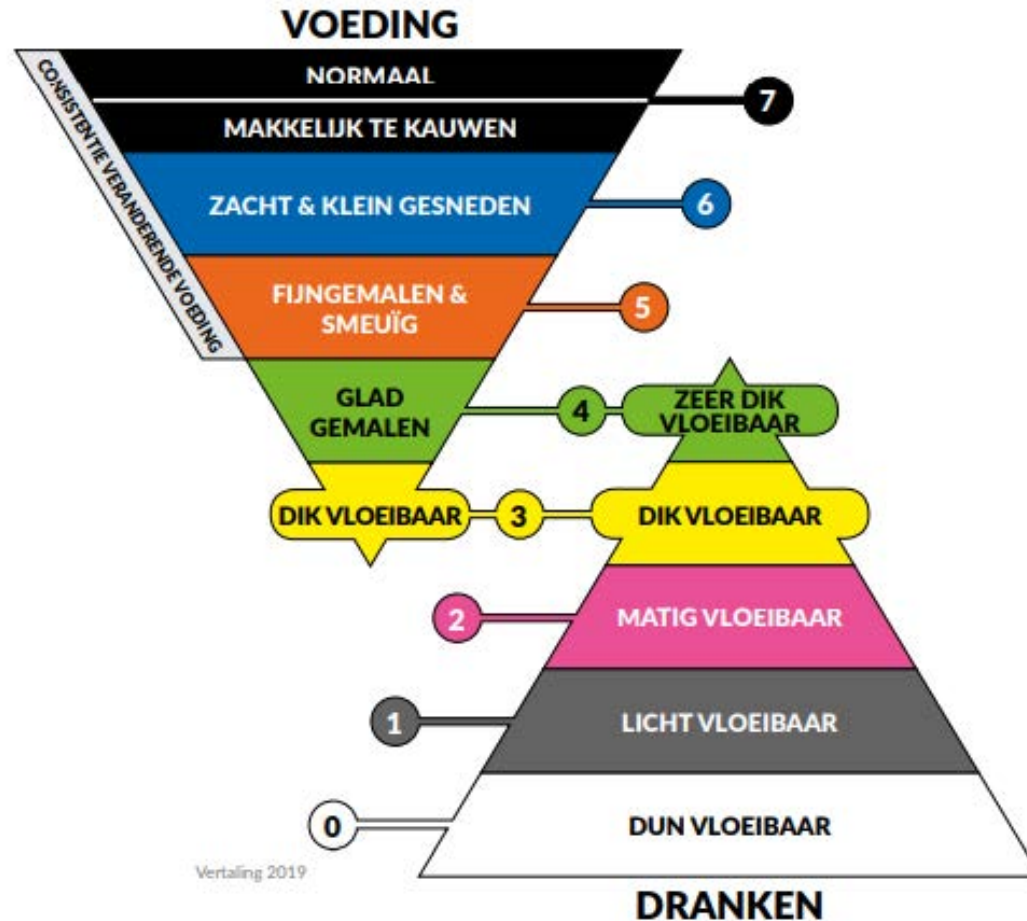 VOEDING
CONSISTENTIE VERANDERENDE VOEDING
NORMAAL
7
MAKKELIJK TE KAUWEN
ZACHT & KLEIN GESNEDEN
6
FIJNGEMALEN &
SMEUÏG
5
GLAD
GEMALEN
4
ZEER DIK
VLOEIBAAR
DIK VLOEIBAAR
3
DIK VLOEIBAAR
2
MATIG VLOEIBAAR
1
LICHT VLOEIBAAR
0
DUN VLOEIBAAR
Vertaling 2019
DRANKEN